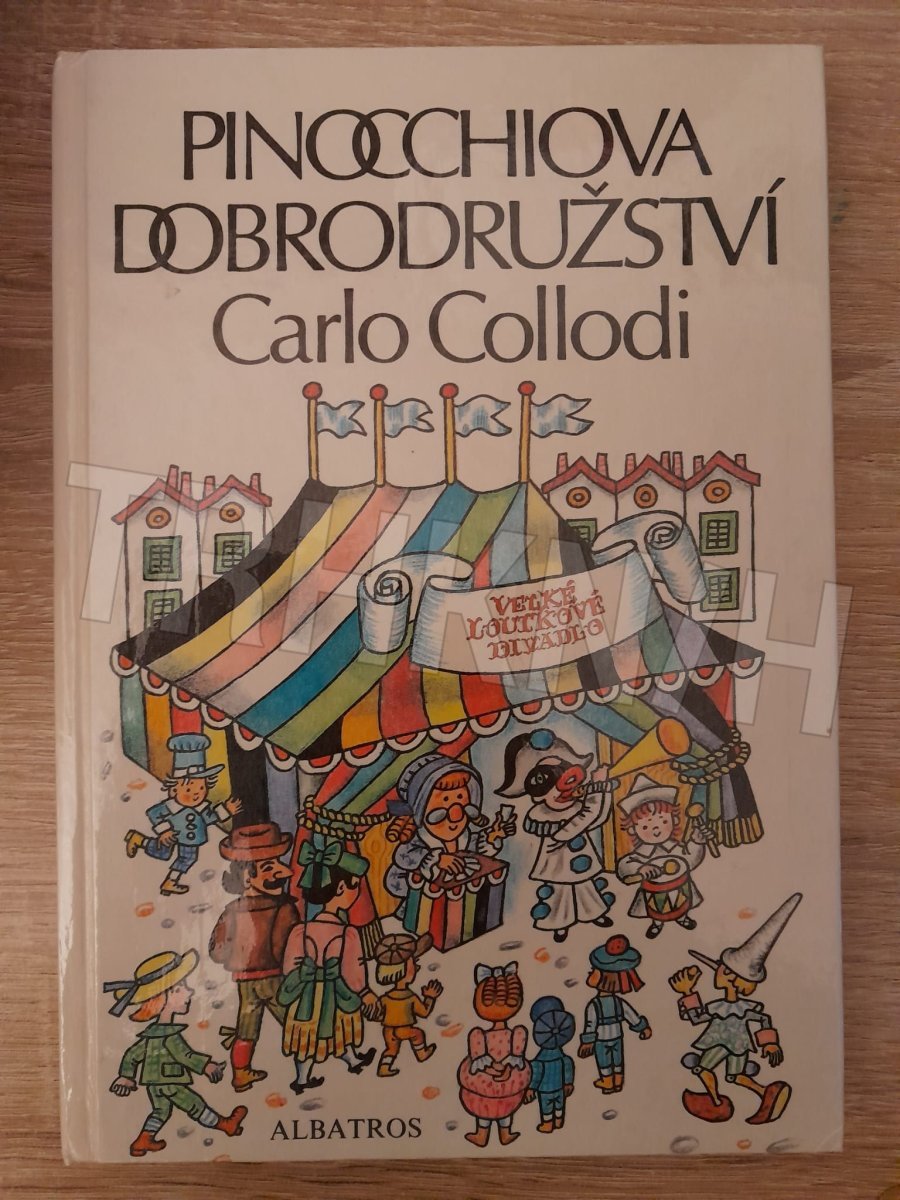 PINOCCHIOVA
DOBRODRUŽSTVÍ
Carlo Collodi
VELKÉ
LOUTKOVÉ
DIVADLO
ALBATROS